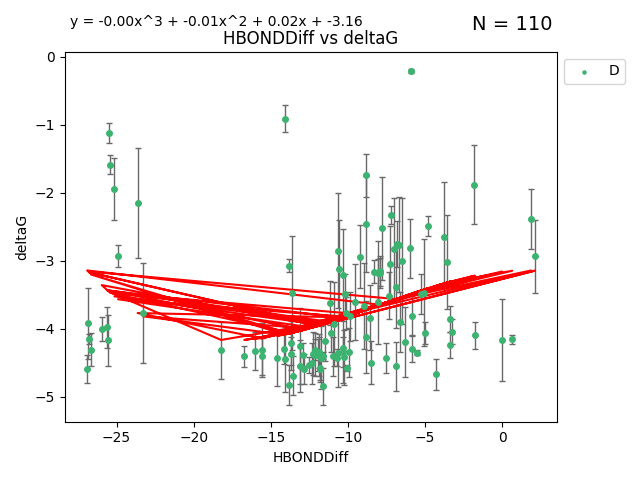 y = -0.00x^3 + -0.01x^2 + 0.02x + -3.16
N = 110
HBONDDiff vs deltaG
D
0
−1
−2
−3
−4
−5
deltaG
−25
−20
−15
−10
−5
0
HBONDDiff